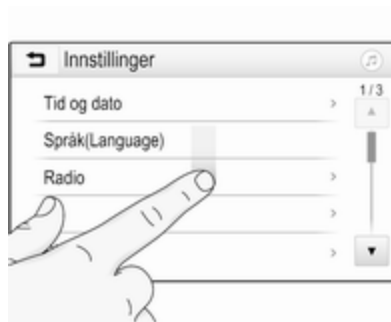 Innstillinger
1/3
Tid og dato
Språk(Language)
Radio